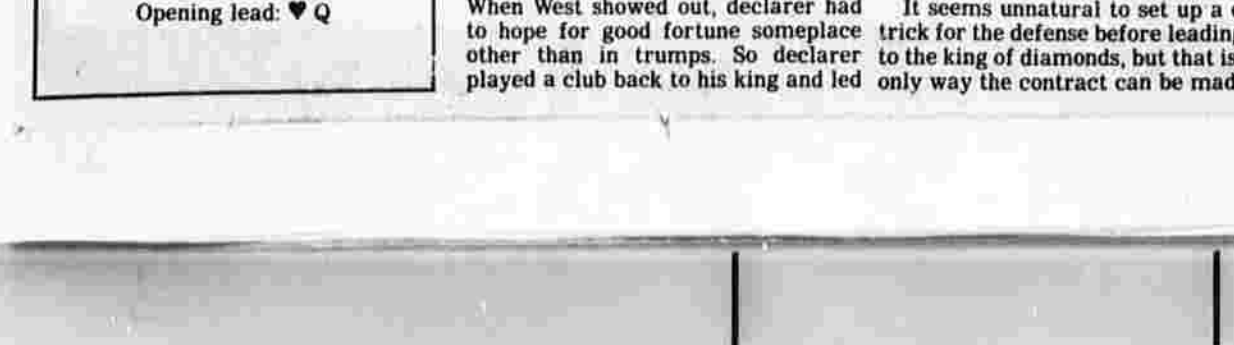 Opening lead: ♥ Q
When West showed out, declarer had
to hope for good fortune someplace
other than in trumps. So declarer
played a club back to his king and led
It seems unnatural to set up a
trick for the defense before leadin
to the king of diamonds, but that is
only way the contract can be mad